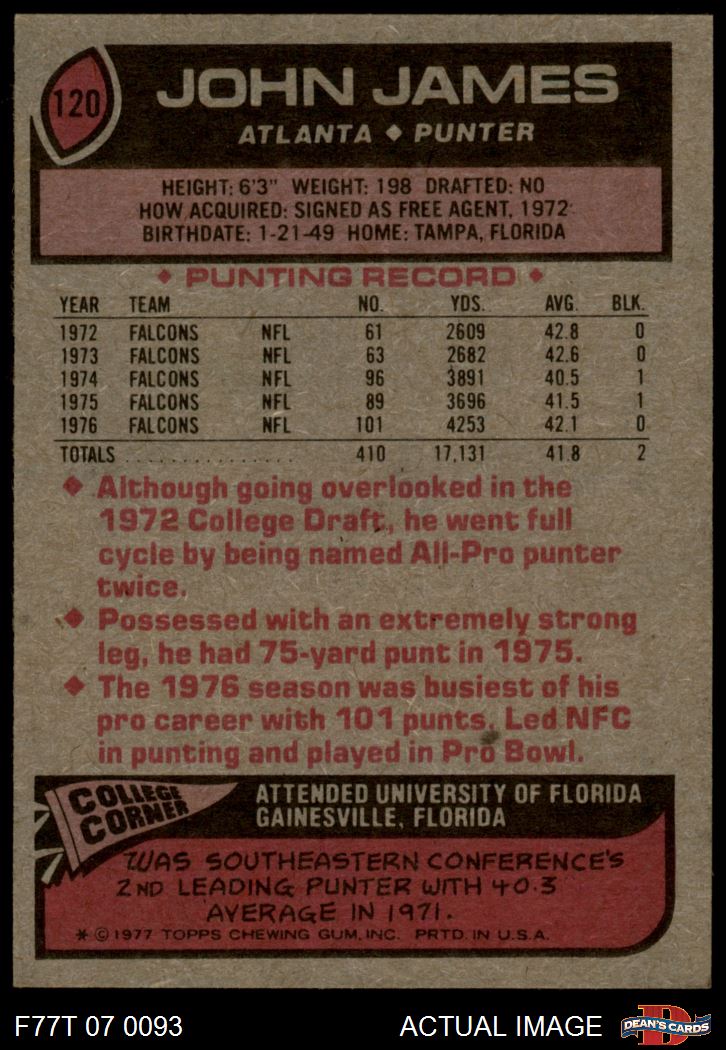 120
JOHN JAMES
ATLANTA ◆ PUNTER
HEIGHT: 6'3" WEIGHT: 198 DRAFTED: NO
HOW ACQUIRED: SIGNED AS FREE AGENT, 1972
BIRTHDATE: 1-21-49 HOME: TAMPA, FLORIDA
◆ PUNTING RECORD ◆
YEAR TEAM NO. YDS. AVG. BLK.
1972 FALCONS NFL 61 2609 42.8 0
1973 FALCONS NFL 63 2682 42.6 0
1974 FALCONS NFL 96 3891 40.5 1
1975 FALCONS NFL 89 3696 41.5 1
1976 FALCONS NFL 101 4253 42.1 0
TOTALS . . . . . . . . . . . . . . 410 17,131 41.8 2
◆ Although going overlooked in the
1972 College Draft, he went full
cycle by being named All-Pro punter
twice.
◆ Possessed with an extremely strong
leg, he had 75-yard punt in 1975.
◆ The 1976 season was busiest of his
pro career with 101 punts. Led NFC
in punting and played in Pro Bowl.
COLLEGE
CORNER
ATTENDED UNIVERSITY OF FLORIDA
GAINESVILLE, FLORIDA
WAS SOUTHEASTERN CONFERENCE'S
2ND LEADING PUNTER WITH 40.3
AVERAGE IN 1971.
* © 1977 TOPPS CHEWING GUM, INC. PRTD. IN U.S.A.
F77T 07 0093
ACTUAL IMAGE
D
DEAN'S CARDS